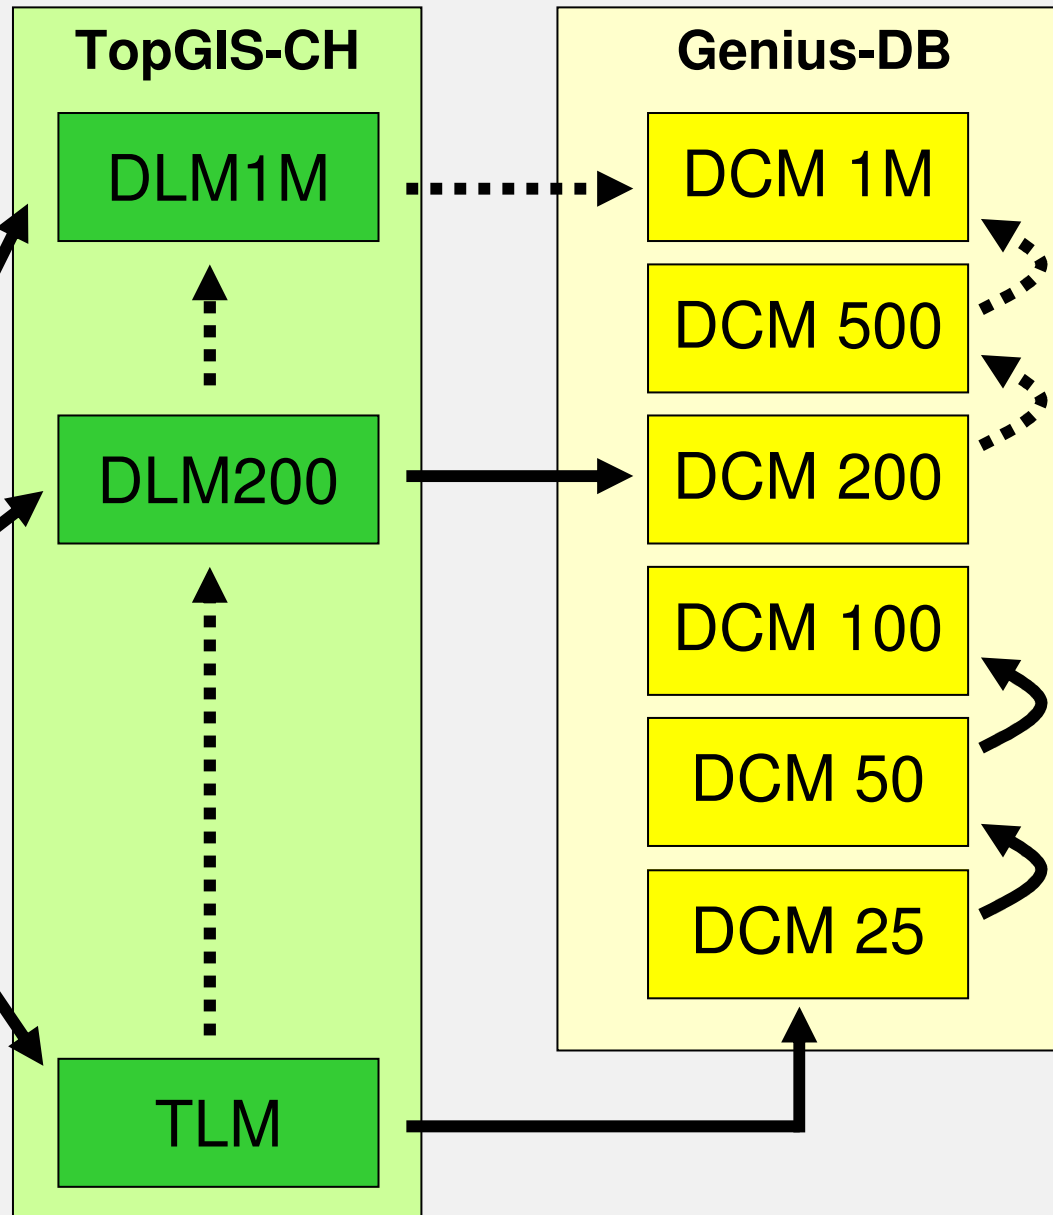 TopGIS-CH
DLM1M
DLM200
TLM
Genius-DB
DCM 1M
DCM 500
DCM 200
DCM 100
DCM 50
DCM 25